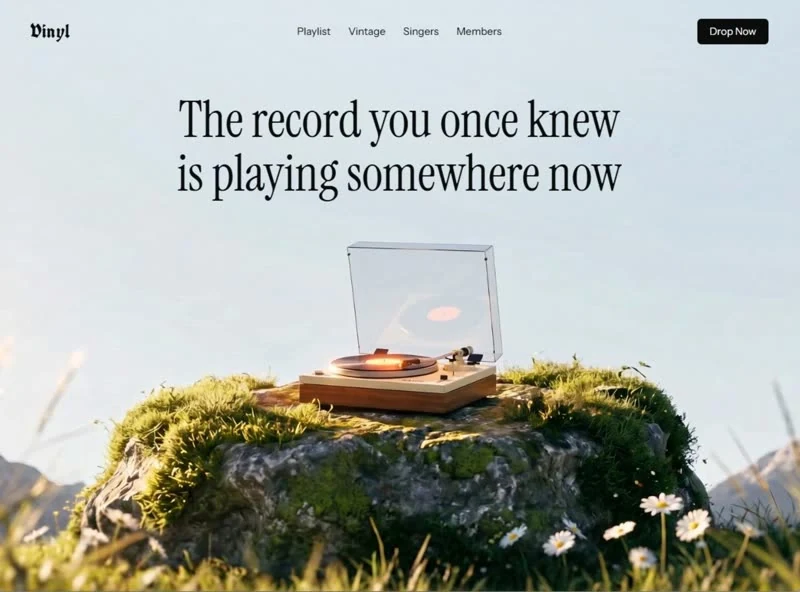 Vinyl
Playlist Vintage Singers Members
Drop Now
The record you once knew
is playing somewhere now